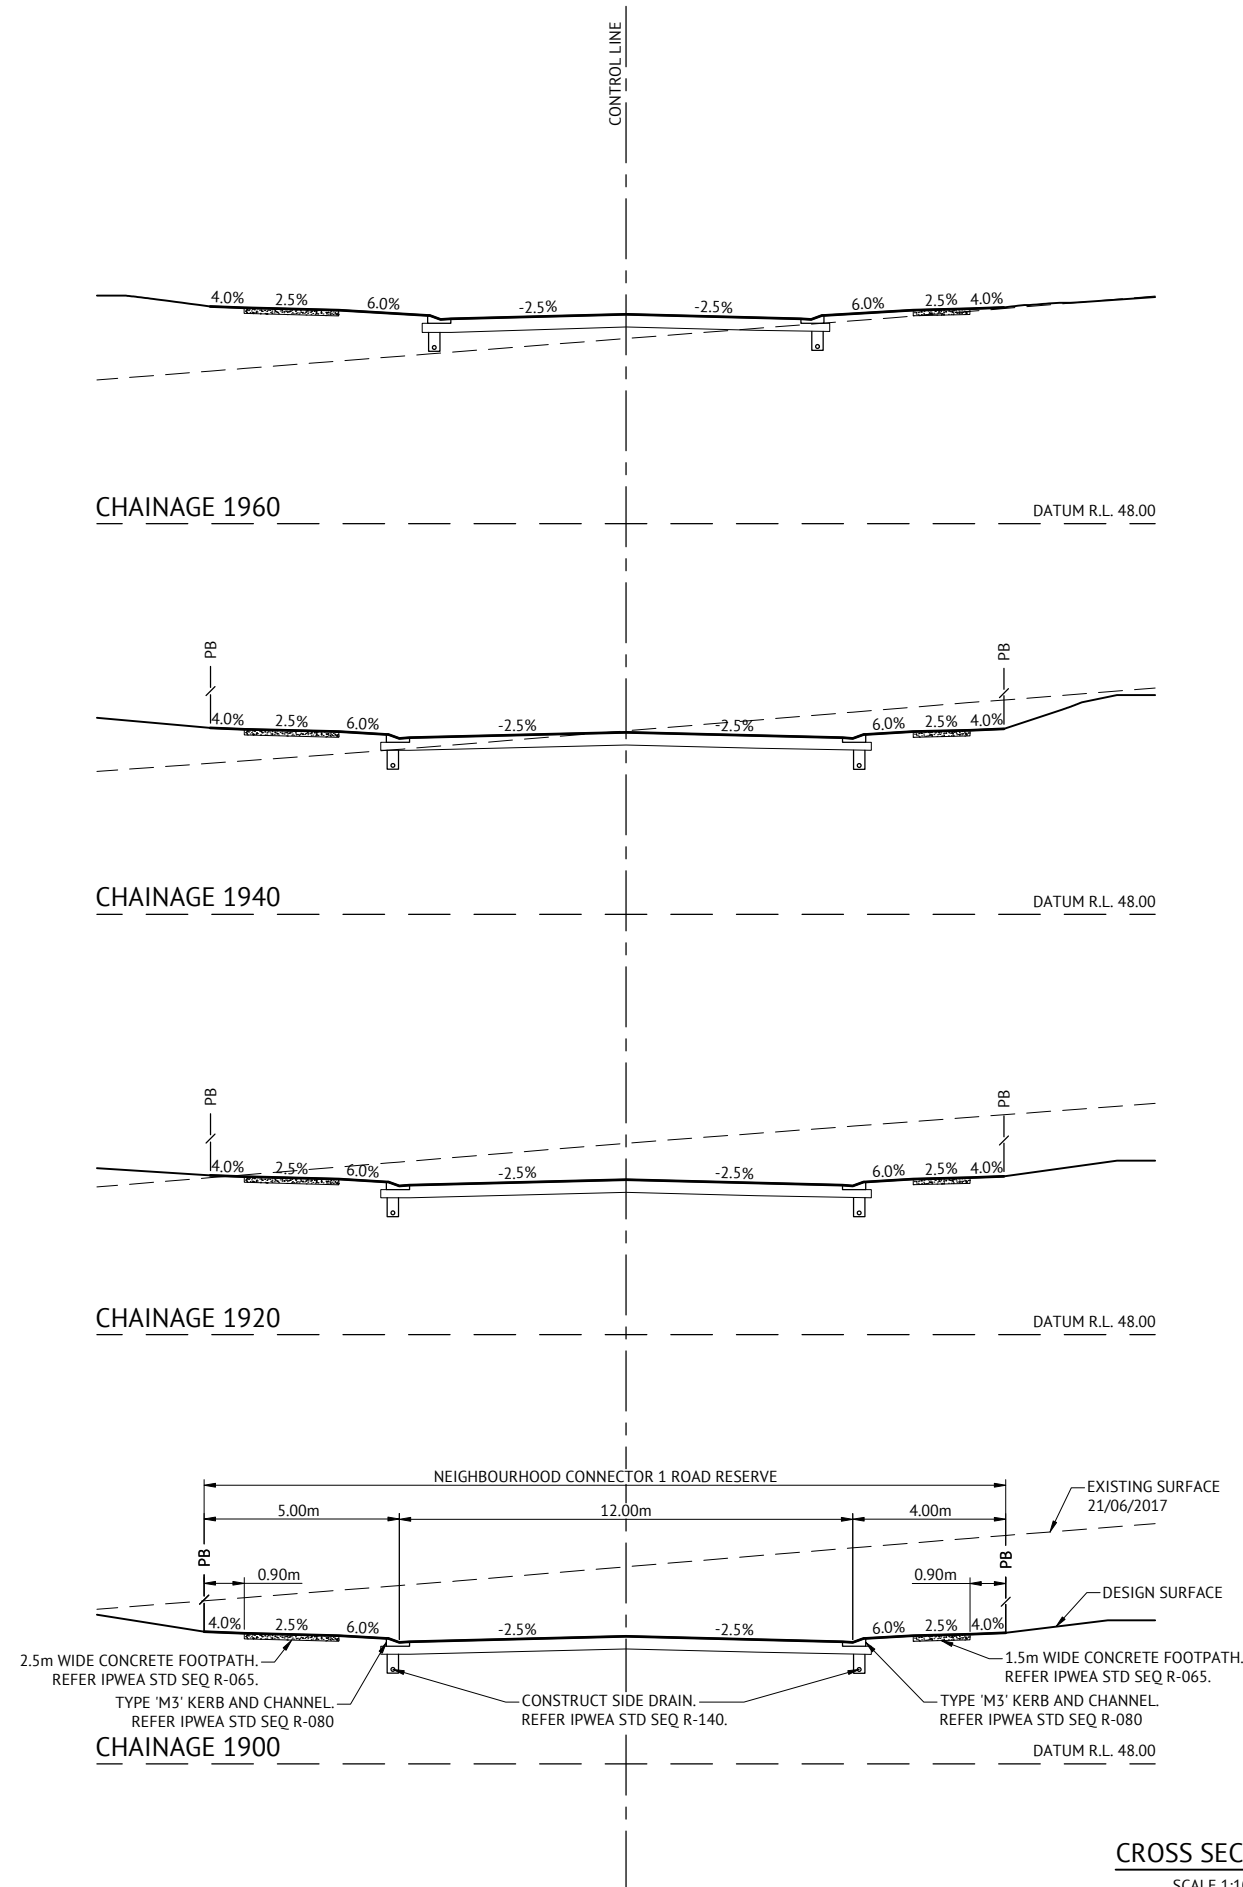 CONTROL LINE
4.0% 2.5% 6.0% -2.5% -2.5% 6.0% 2.5% 4.0%
CHAINAGE 1960
DATUM R.L. 48.00
PB
PB
4.0% 2.5% 6.0% -2.5% -2.5% 6.0% 2.5% 4.0%
CHAINAGE 1940
DATUM R.L. 48.00
PB
PB
4.0% 2.5% 6.0% -2.5% -2.5% 6.0% 2.5% 4.0%
CHAINAGE 1920
DATUM R.L. 48.00
NEIGHBOURHOOD CONNECTOR 1 ROAD RESERVE
5.00m 12.00m 4.00m
EXISTING SURFACE
21/06/2017
PB
PB
0.90m 0.90m
DESIGN SURFACE
4.0% 2.5% 6.0% -2.5% -2.5% 6.0% 2.5% 4.0%
2.5m WIDE CONCRETE FOOTPATH.
REFER IPWEA STD SEQ R-065.
TYPE 'M3' KERB AND CHANNEL.
REFER IPWEA STD SEQ R-080
CONSTRUCT SIDE DRAIN.
REFER IPWEA STD SEQ R-140.
1.5m WIDE CONCRETE FOOTPATH.
REFER IPWEA STD SEQ R-065.
TYPE 'M3' KERB AND CHANNEL.
REFER IPWEA STD SEQ R-080
CHAINAGE 1900
DATUM R.L. 48.00
CROSS SEC